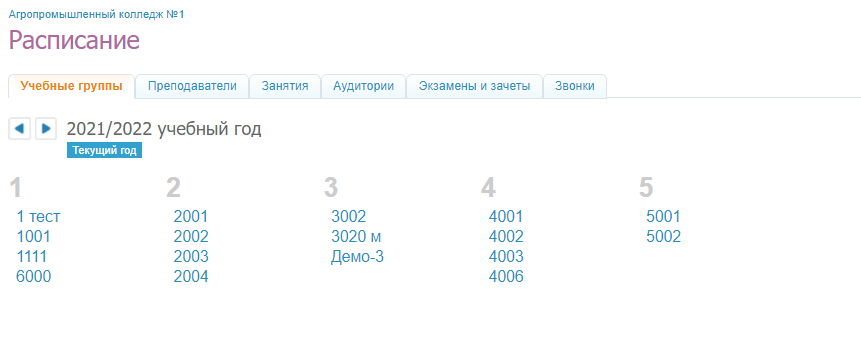 Агропромышленный колледж №1
Расписание
Учебные группы Преподаватели Занятия Аудитории Экзамены и зачеты Звонки
2021/2022 учебный год
Текущий год
1 2 3 4 5
1 тест 2001 3002 4001 5001
1001 2002 3020 м 4002 5002
1111 2003 Демо-3 4003
6000 2004 4006